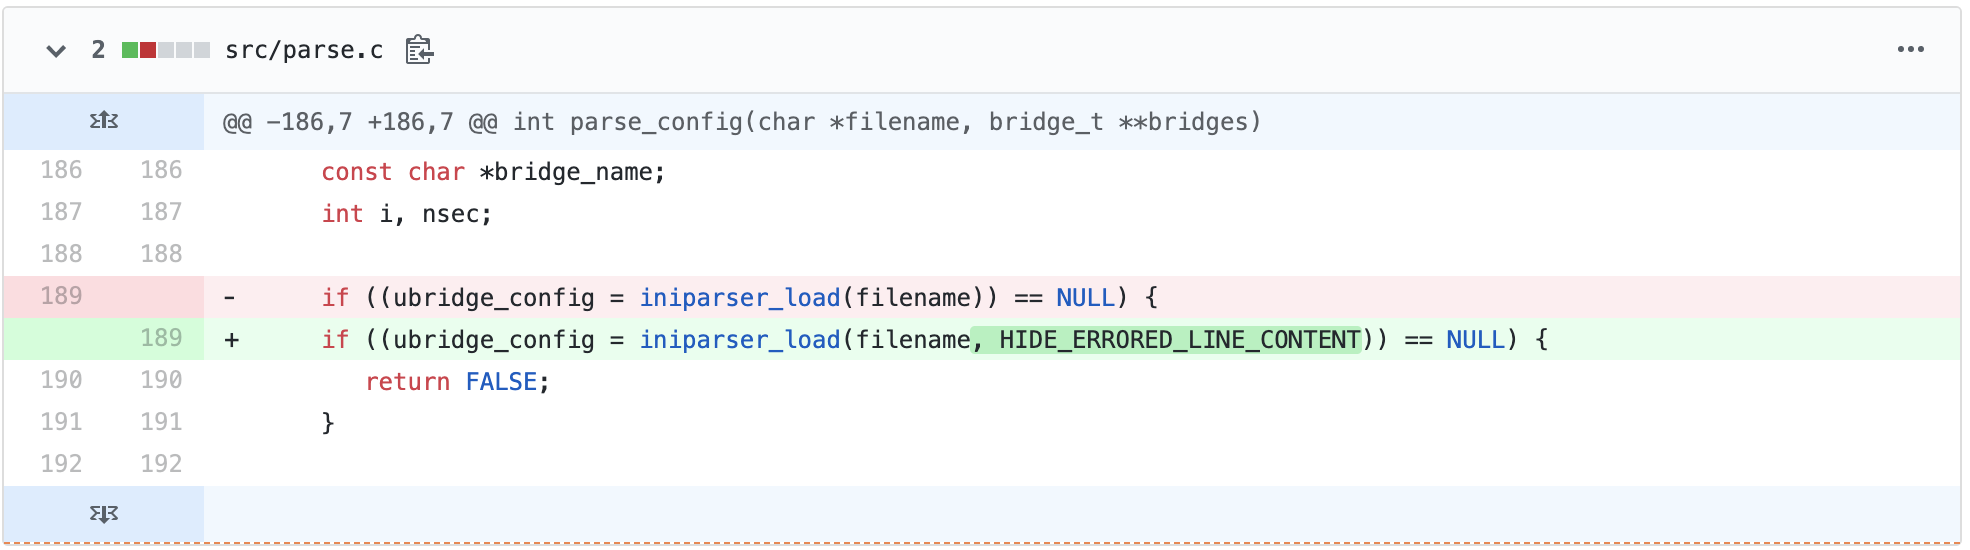 2 src/parse.c
@@ -186,7 +186,7 @@ int parse_config(char *filename, bridge_t **bridges)
186 186 const char *bridge_name;
187 187 int i, nsec;
188 188
189 - if ((ubridge_config = iniparser_load(filename)) == NULL) {
189 + if ((ubridge_config = iniparser_load(filename, HIDE_ERRORED_LINE_CONTENT)) == NULL) {
190 190 return FALSE;
191 191 }
192 192